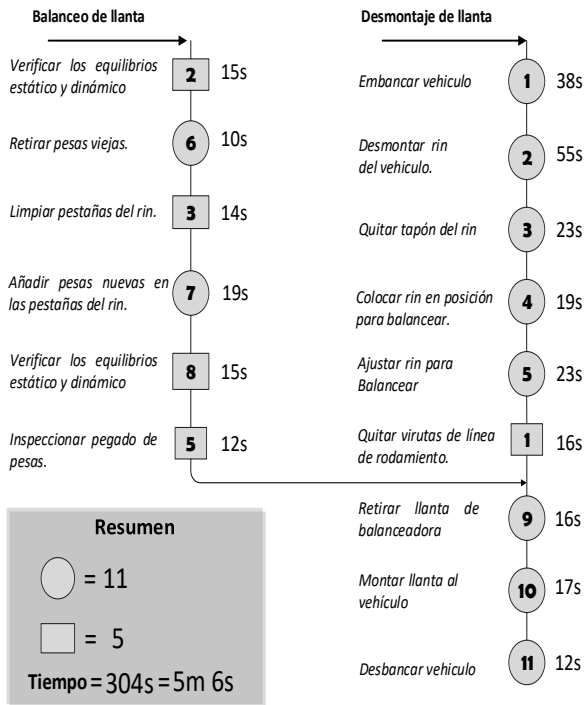 Balanceo de llanta
Verificar los equilibrios
estático y dinámico
2
15s
Retirar pesas viejas.
6
10s
Limpiar pestañas del rin.
3
14s
Añadir pesas nuevas en
las pestañas del rin.
7
19s
Verificar los equilibrios
estático y dinámico
8
15s
Inspeccionar pegado de
pesas.
5
12s
Desmontaje de llanta
Embancar vehiculo
1
38s
Desmontar rin
del vehiculo.
2
55s
Quitar tapón del rin
3
23s
Colocar rin en posición
para balancear.
4
19s
Ajustar rin para
Balancear
5
23s
Quitar virutas de línea
de rodamiento.
1
16s
Retirar llanta de
balanceadora
9
16s
Montar llanta al
vehículo
10
17s
Desbancar vehiculo
11
12s
Resumen
= 11
= 5
Tiempo = 304s = 5m 6s